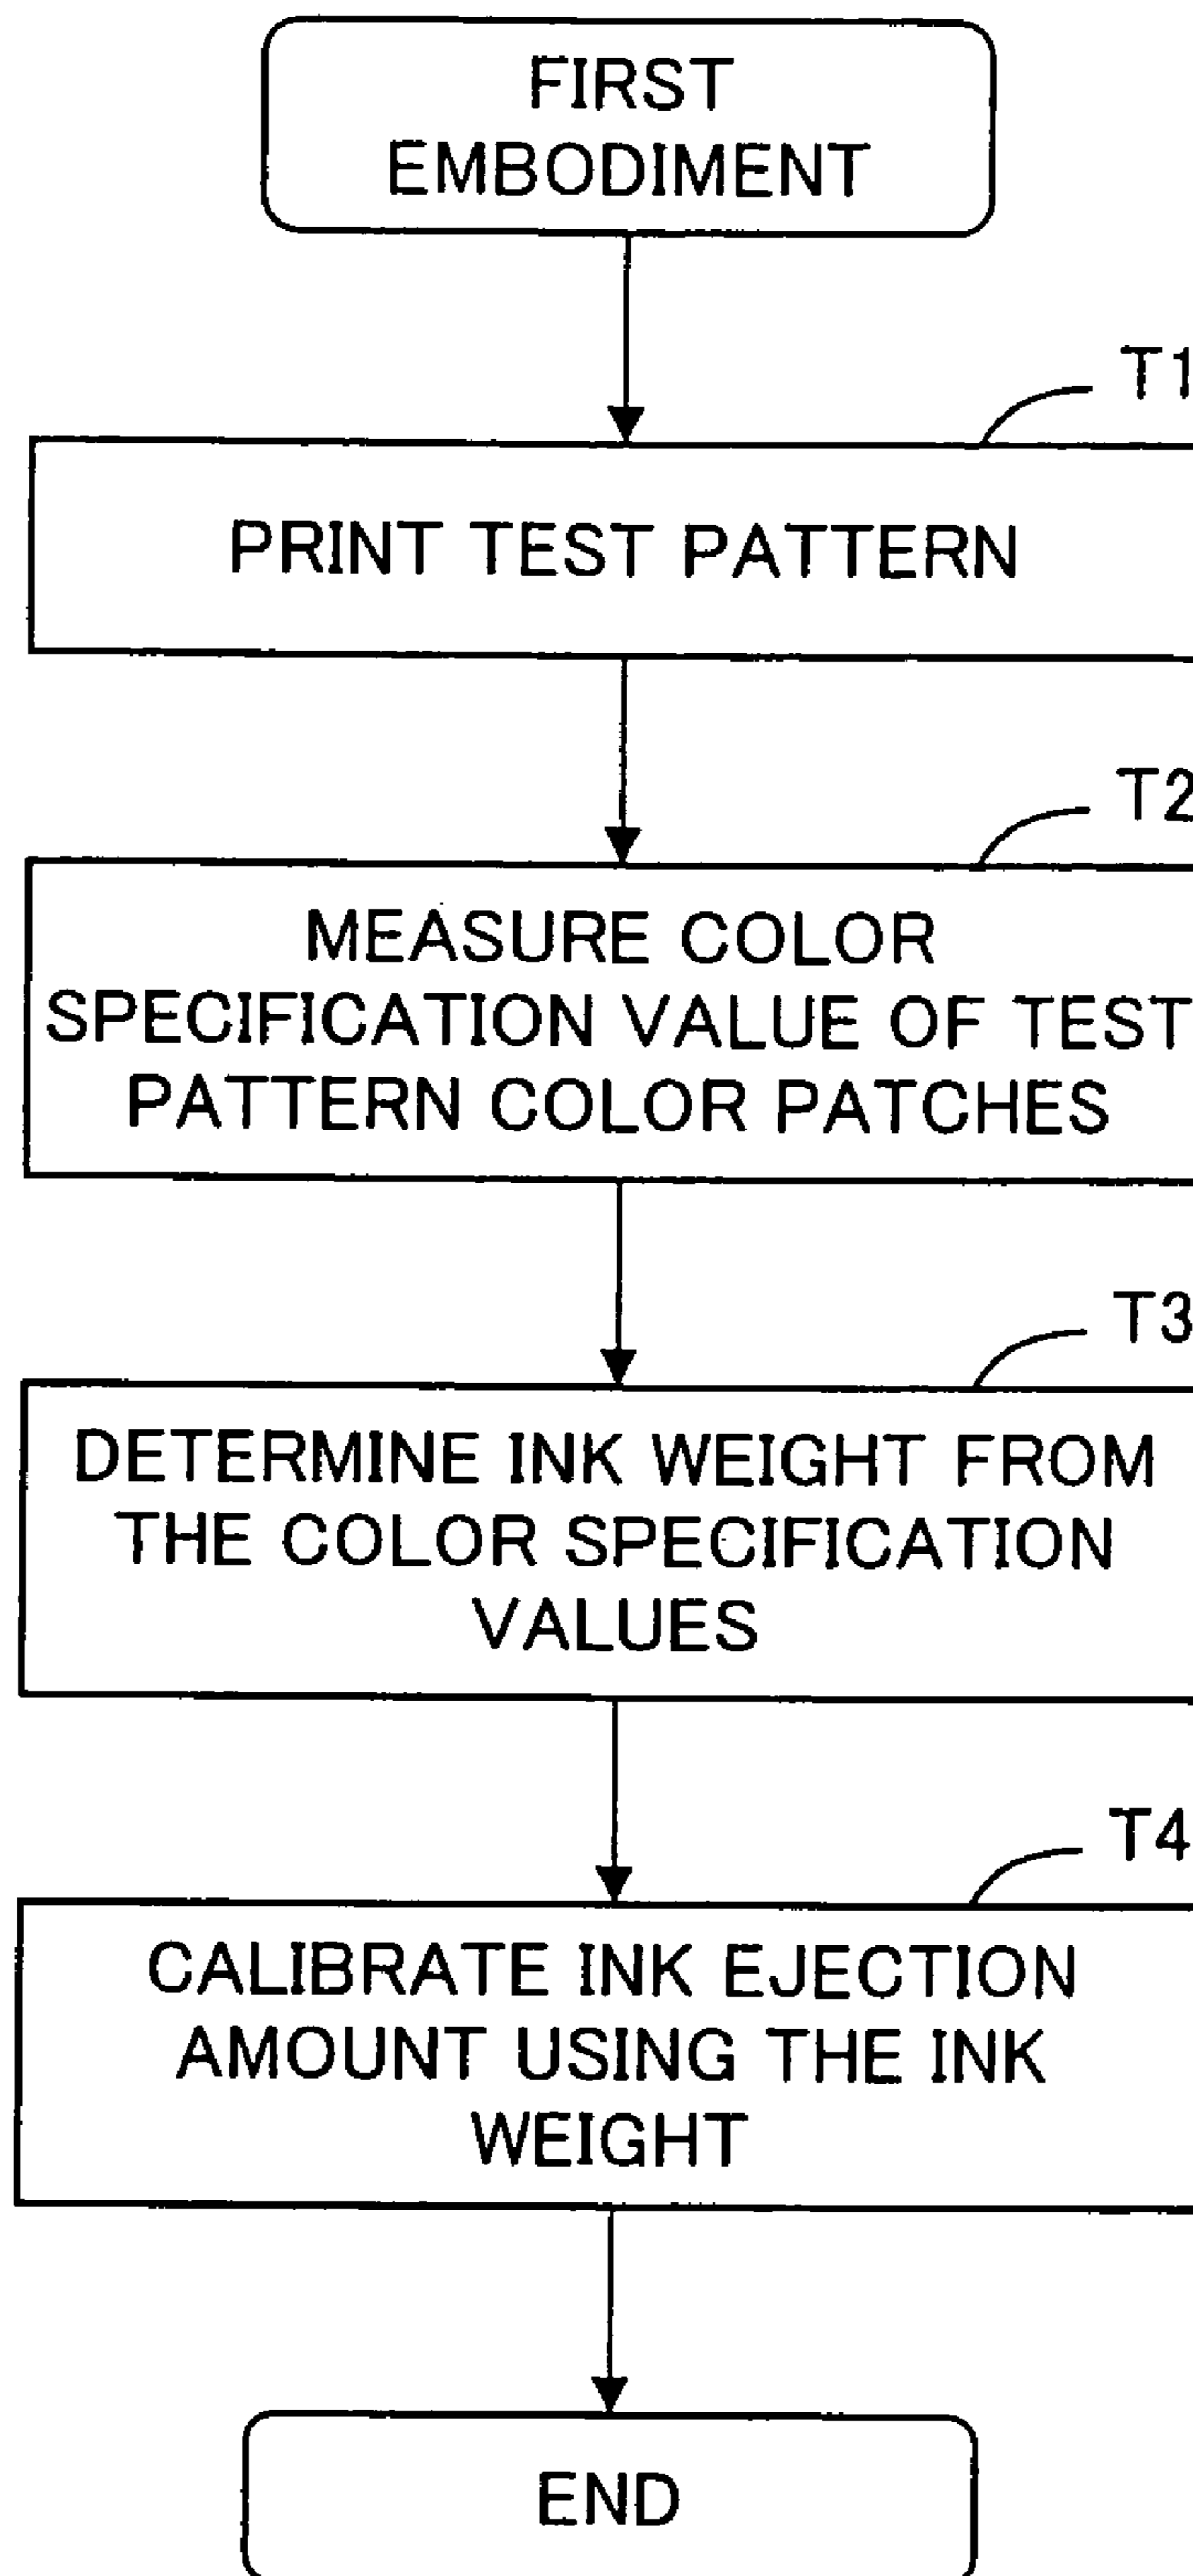 FIRST
EMBODIMENT
T1
PRINT TEST PATTERN
T2
MEASURE COLOR
SPECIFICATION VALUE OF TEST
PATTERN COLOR PATCHES
T3
DETERMINE INK WEIGHT FROM
THE COLOR SPECIFICATION
VALUES
T4
CALIBRATE INK EJECTION
AMOUNT USING THE INK
WEIGHT
END